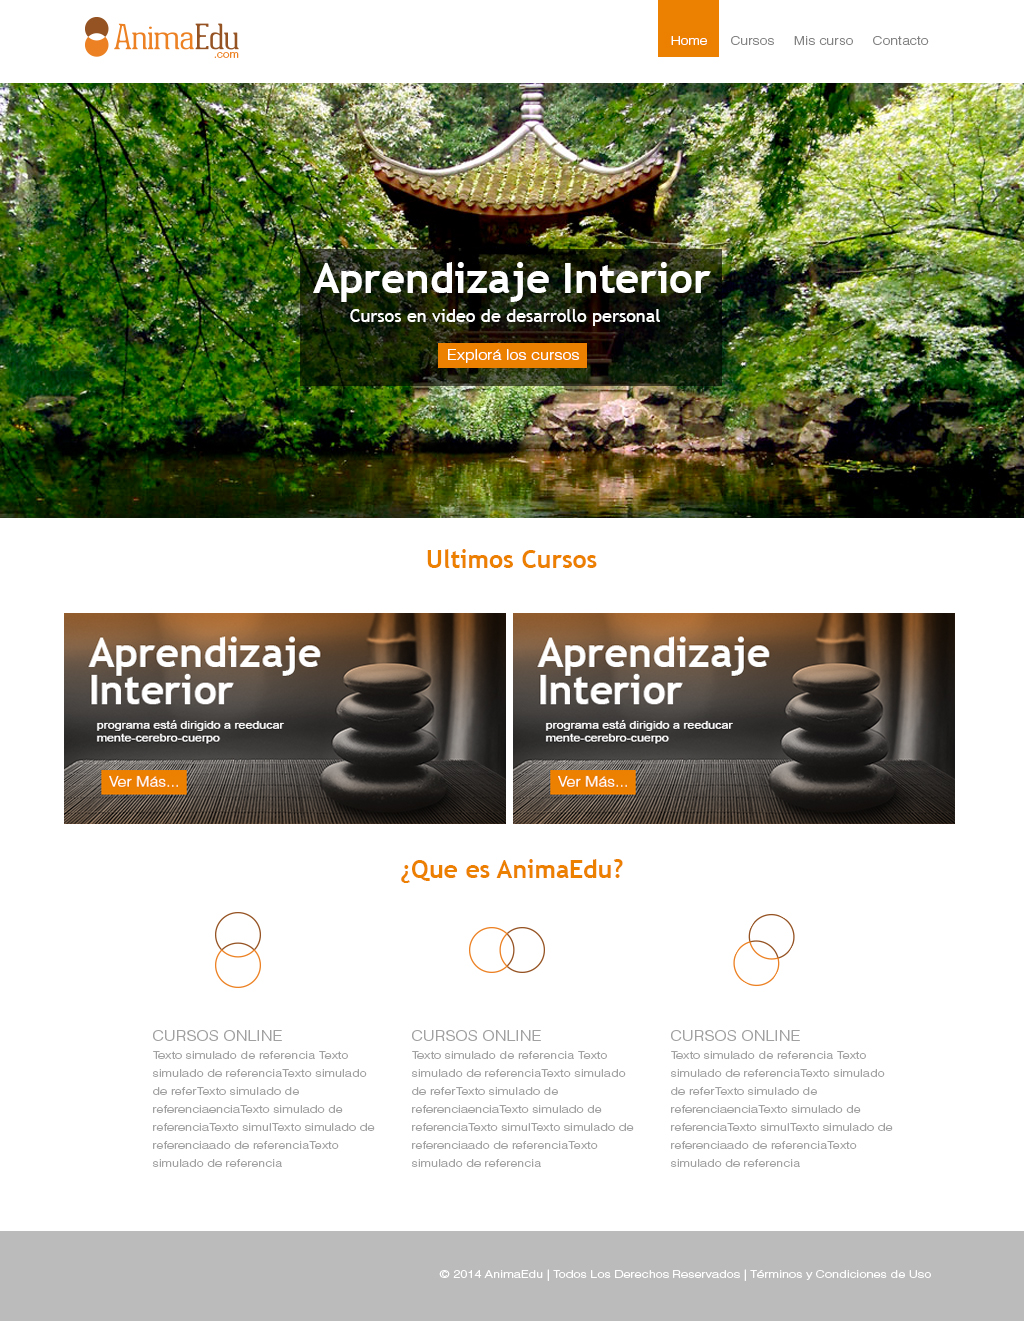 AnimaEdu
.com
Home Cursos Mis curso Contacto
Aprendizaje Interior
Cursos en video de desarrollo personal
Explorá los cursos
Ultimos Cursos
Aprendizaje
Interior
programa está dirigido a reeducar
mente-cerebro-cuerpo
Ver Más...
Aprendizaje
Interior
programa está dirigido a reeducar
mente-cerebro-cuerpo
Ver Más...
¿Que es AnimaEdu?
CURSOS ONLINE
Texto simulado de referencia Texto
simulado de referenciaTexto simulado
de referTexto simulado de
referenciaenciaTexto simulado de
referenciaTexto simulTexto simulado de
referenciaado de referenciaTexto
simulado de referencia
CURSOS ONLINE
Texto simulado de referencia Texto
simulado de referenciaTexto simulado
de referTexto simulado de
referenciaenciaTexto simulado de
referenciaTexto simulTexto simulado de
referenciaado de referenciaTexto
simulado de referencia
CURSOS ONLINE
Texto simulado de referencia Texto
simulado de referenciaTexto simulado
de referTexto simulado de
referenciaenciaTexto simulado de
referenciaTexto simulTexto simulado de
referenciaado de referenciaTexto
simulado de referencia
© 2014 AnimaEdu | Todos Los Derechos Reservados | Términos y Condiciones de Uso